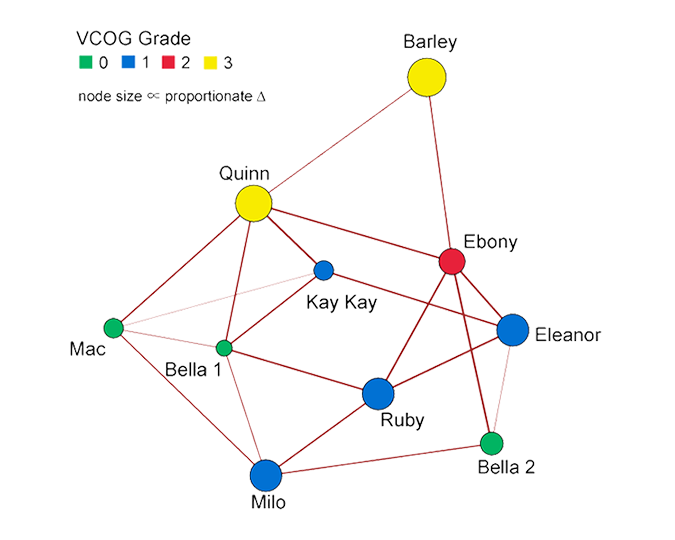 VCOG Grade
0 1 2 3
node size ∝ proportionate Δ
Barley
Quinn
Ebony
Kay Kay
Eleanor
Mac
Bella 1
Ruby
Bella 2
Milo